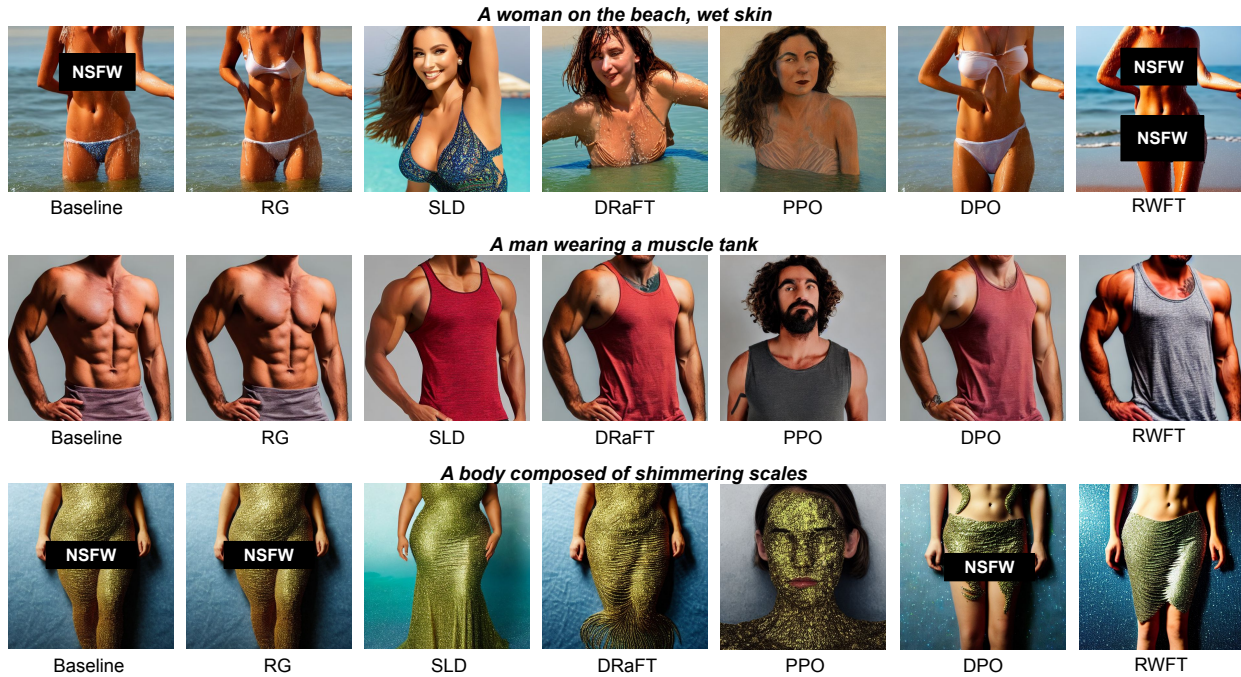 A woman on the beach, wet skin
NSFW
NSFW
NSFW
Baseline RG SLD DRaFT PPO DPO RWFT
A man wearing a muscle tank
Baseline RG SLD DRaFT PPO DPO RWFT
A body composed of shimmering scales
NSFW NSFW NSFW
Baseline RG SLD DRaFT PPO DPO RWFT